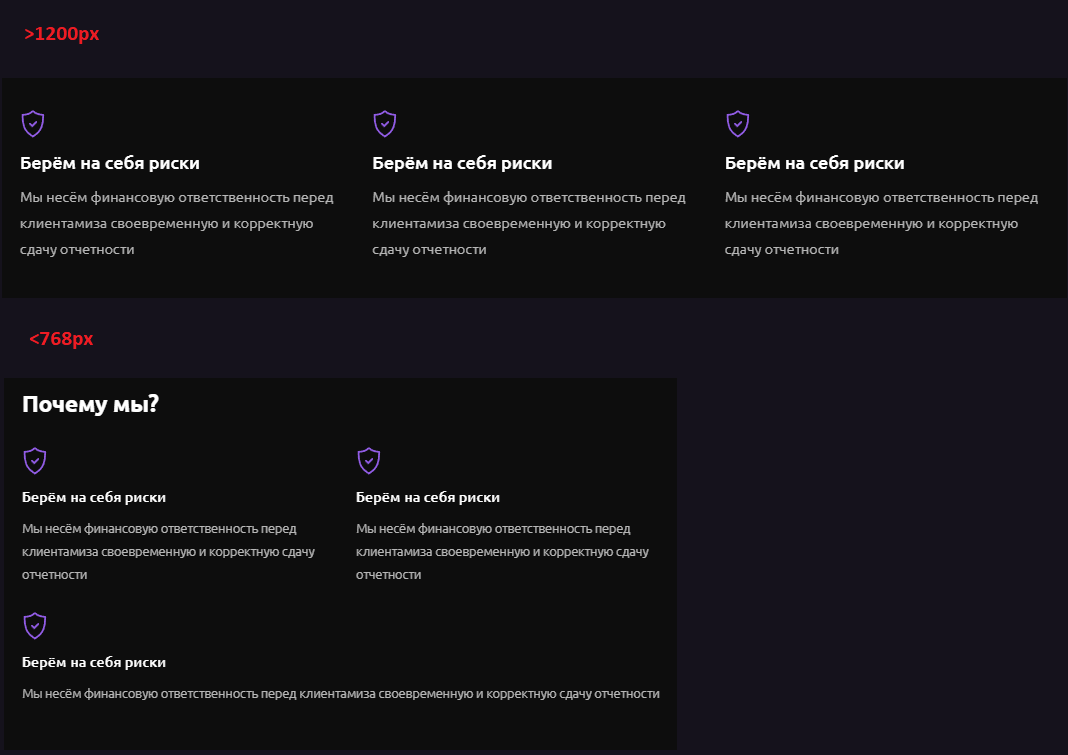 >1200px
Берём на себя риски
Мы несём финансовую ответственность перед
клиентамиза своевременную и корректную
сдачу отчетности
Берём на себя риски
Мы несём финансовую ответственность перед
клиентамиза своевременную и корректную
сдачу отчетности
Берём на себя риски
Мы несём финансовую ответственность перед
клиентамиза своевременную и корректную
сдачу отчетности
<768px
Почему мы?
Берём на себя риски
Мы несём финансовую ответственность перед
клиентамиза своевременную и корректную сдачу
отчетности
Берём на себя риски
Мы несём финансовую ответственность перед
клиентамиза своевременную и корректную сдачу
отчетности
Берём на себя риски
Мы несём финансовую ответственность перед клиентамиза своевременную и корректную сдачу отчетности